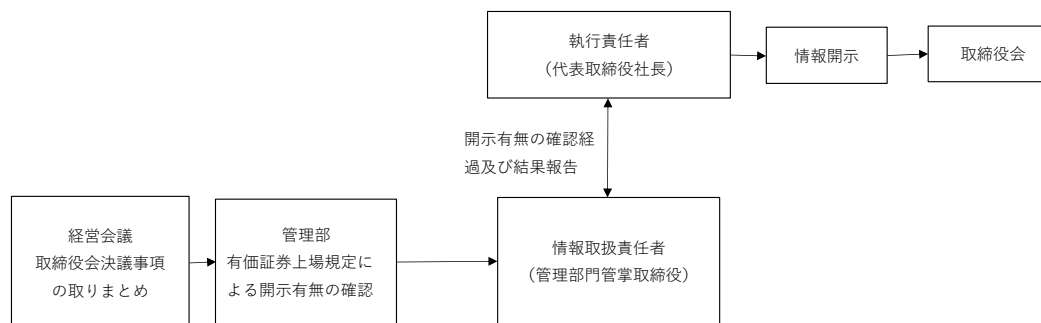 執行責任者
（代表取締役社長）
情報開示
取締役会
開示有無の確認経
過及び結果報告
経営会議
取締役会決議事項
の取りまとめ
管理部
有価証券上場規定に
よる開示有無の確認
情報取扱責任者
（管理部門管掌取締役）